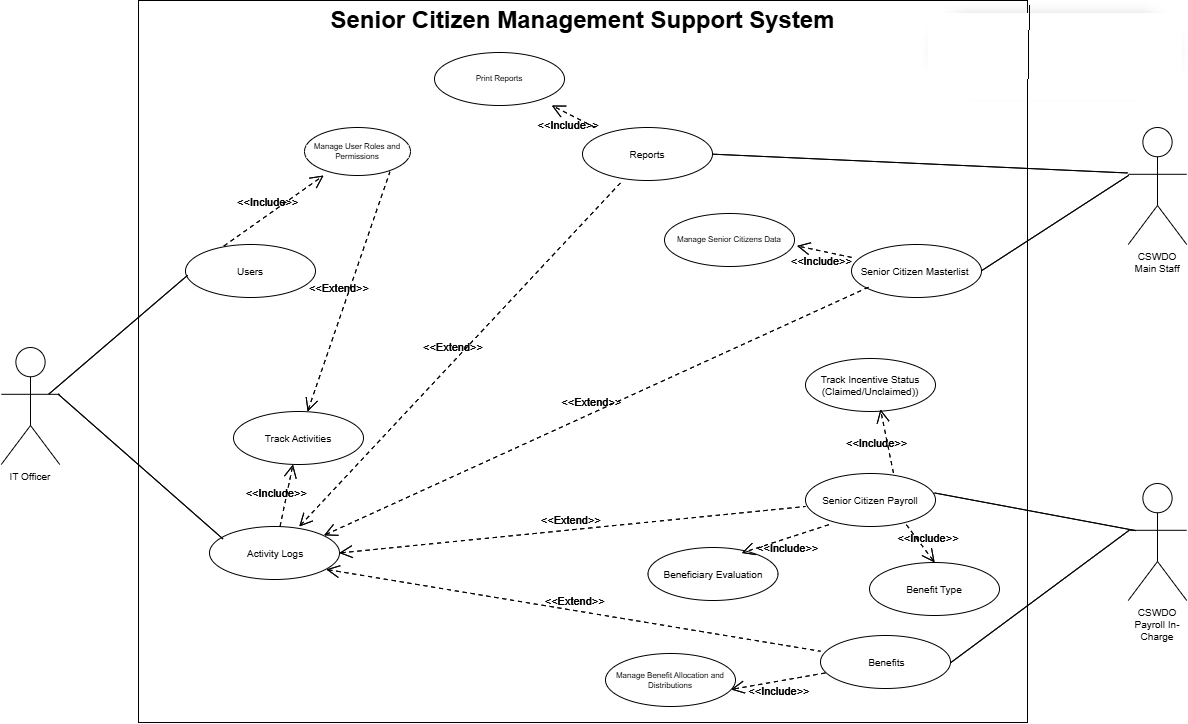 Senior Citizen Management Support System
Print Reports
<<Include>>
Manage User Roles and
Permissions
Reports
<<Include>>
Manage Senior Citizens Data
<<Include>>
CSWDO
Main Staff
Users
Senior Citizen Masterlist
<<Extend>>
<<Extend>>
Track Incentive Status
(Claimed/Unclaimed))
<<Extend>>
Track Activities
<<Include>>
IT Officer
<<Include>>
Senior Citizen Payroll
<<Extend>>
<<Include>>
<<Include>>
Activity Logs
Beneficiary Evaluation
Benefit Type
<<Extend>>
CSWDO
Payroll In-
Charge
Benefits
Manage Benefit Allocation and
Distributions
<<Include>>